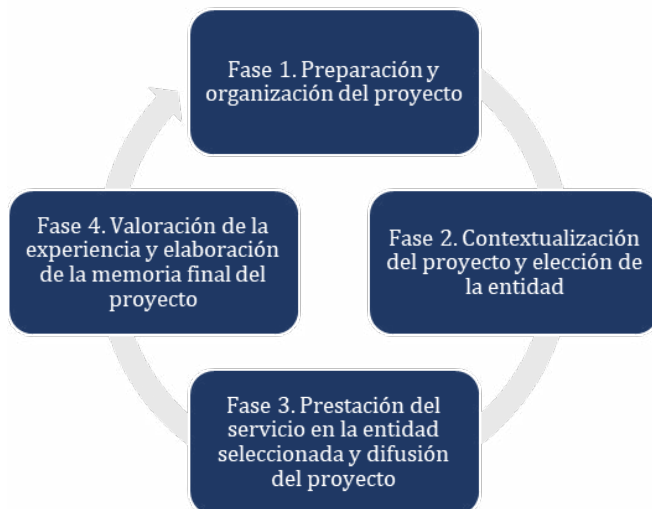 Fase 1. Preparación y
organización del proyecto
Fase 2. Contextualización
del proyecto y elección de
la entidad
Fase 3. Prestación del
servicio en la entidad
seleccionada y difusión
del proyecto
Fase 4. Valoración de la
experiencia y elaboración
de la memoria final del
proyecto